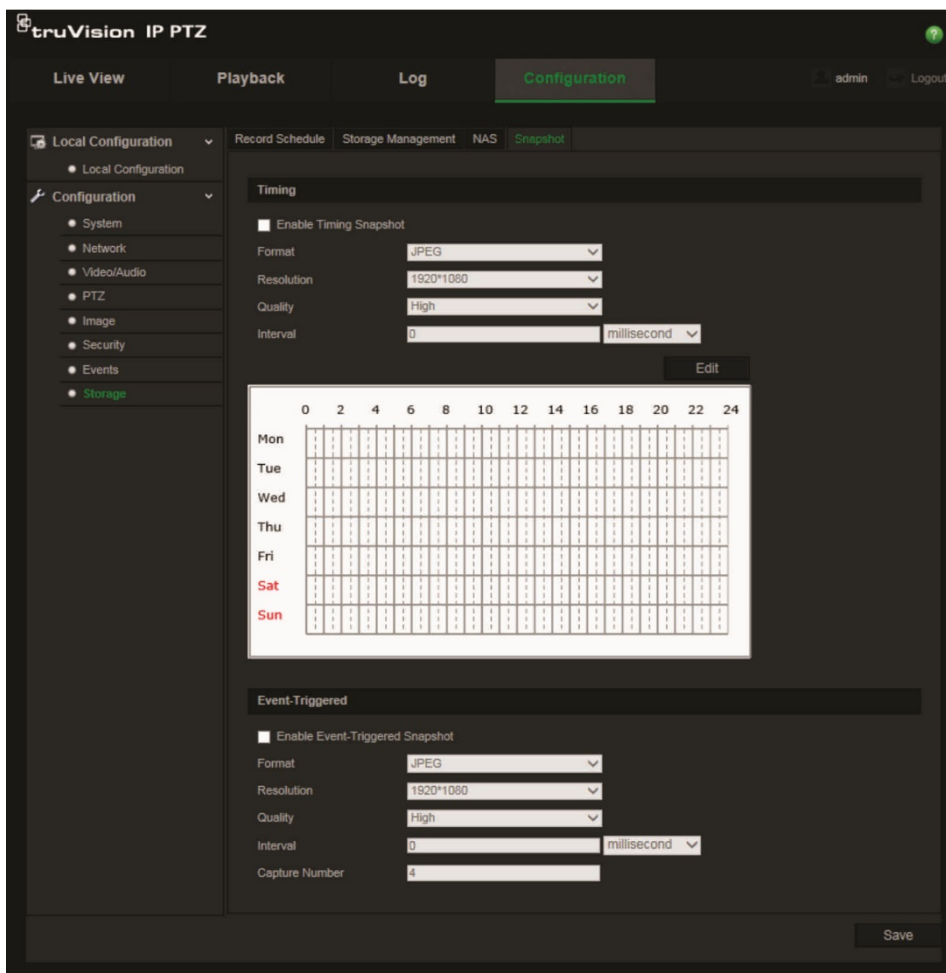 truVision IP PTZ
?
Live View Playback Log Configuration admin Logout
Local Configuration
Local Configuration
Configuration
System
Network
Video/Audio
PTZ
Image
Security
Events
Storage
Record Schedule Storage Management NAS Snapshot
Timing
Enable Timing Snapshot
Format JPEG
Resolution 1920*1080
Quality High
Interval 0 millisecond
Edit
0 2 4 6 8 10 12 14 16 18 20 22 24
Mon
Tue
Wed
Thu
Fri
Sat
Sun
Event-Triggered
Enable Event-Triggered Snapshot
Format JPEG
Resolution 1920*1080
Quality High
Interval 0 millisecond
Capture Number 4
Save